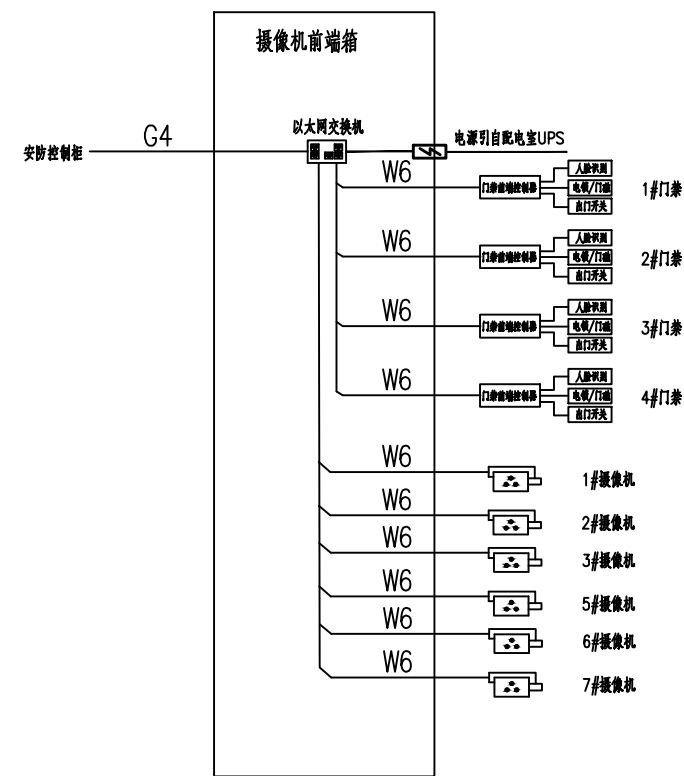 摄像机前端箱
以太网交换机
安防控制柜
G4
电源引自配电室UPS
W6
门禁前端控制器
人脸识别
电锁/门磁
出门开关
1#门禁
W6
门禁前端控制器
人脸识别
电锁/门磁
出门开关
2#门禁
W6
门禁前端控制器
人脸识别
电锁/门磁
出门开关
3#门禁
W6
门禁前端控制器
人脸识别
电锁/门磁
出门开关
4#门禁
W6
1#摄像机
W6
2#摄像机
W6
3#摄像机
W6
5#摄像机
W6
6#摄像机
W6
7#摄像机